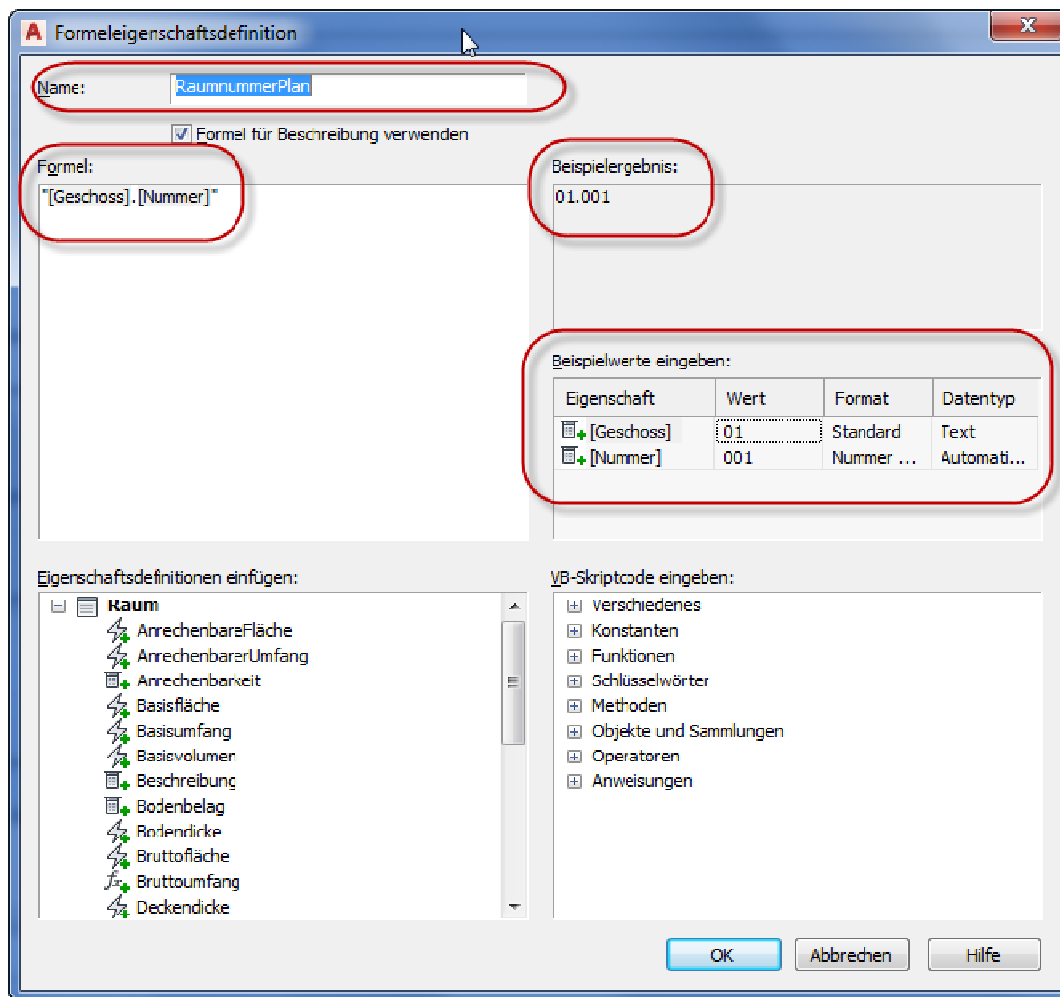 Formeleigenschaftsdefinition
Name: RaumnummerPlan
Formel für Beschreibung verwenden
Formel:
"[Geschoss].[Nummer]"
Beispielergebnis:
01.001
Beispielwerte eingeben:
Eigenschaft Wert Format Datentyp
[Geschoss] 01 Standard Text
[Nummer] 001 Nummer ... Automati...
Eigenschaftsdefinitionen einfügen:
Raum
AnrechenbareFläche
AnrechenbarerUmfang
Anrechenbarkeit
Basisfläche
Basisumfang
Basisvolumen
Beschreibung
Bodenbelag
Bodendicke
Bruttofläche
Bruttoumfang
Deckendicke
VB-Skriptcode eingeben:
Verschiedenes
Konstanten
Funktionen
Schlüsselwörter
Methoden
Objekte und Sammlungen
Operatoren
Anweisungen
OK Abbrechen Hilfe